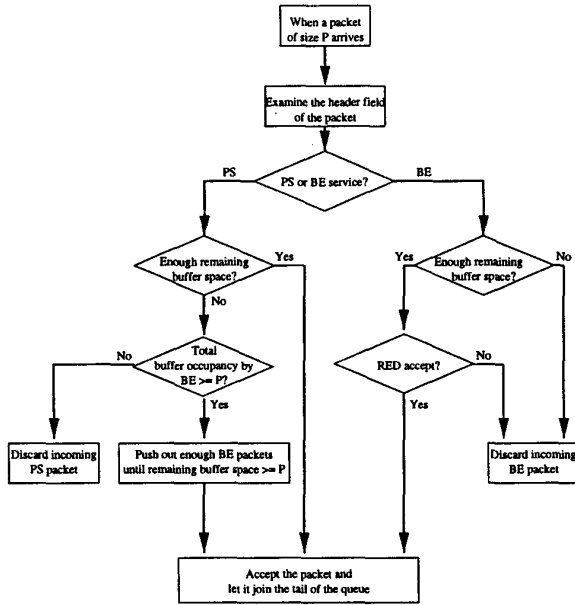 When a packet
of size P arrives
Examine the header field
of the packet
PS or BE service?
PS
BE
Enough remaining
buffer space?
Yes
No
Yes
Enough remaining
buffer space?
No
Total
buffer occupancy by
BE >= P?
No
Yes
RED accept?
No
Yes
Discard incoming
PS packet
Push out enough BE packets
until remaining buffer space >= P
Discard incoming
BE packet
Accept the packet and
let it join the tail of the queue